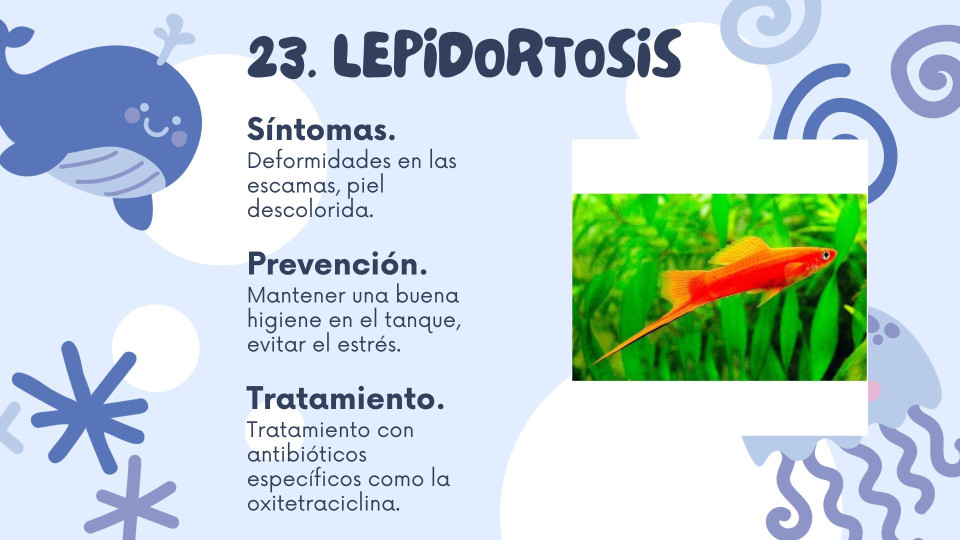 23. LEPIDORTOSIS
Síntomas.
Deformidades en las
escamas, piel
descolorida.
Prevención.
Mantener una buena
higiene en el tanque,
evitar el estrés.
Tratamiento.
Tratamiento con
antibióticos
específicos como la
oxitetraciclina.